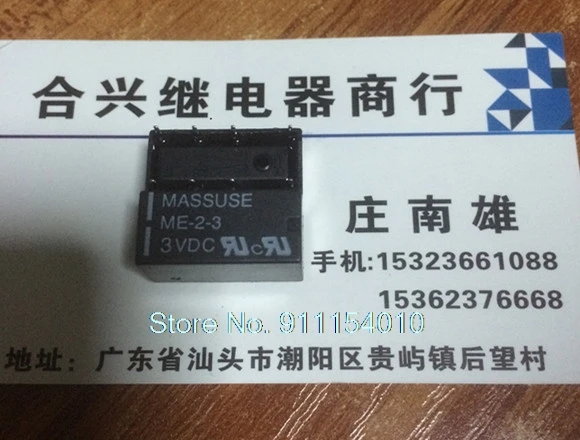 合兴继电器商行
MASSUSE
ME-2-3
3VDC
庄南雄
手机:15323661088
15362376668
Store No. 911154010
地址：广东省汕头市潮阳区贵屿镇后望村